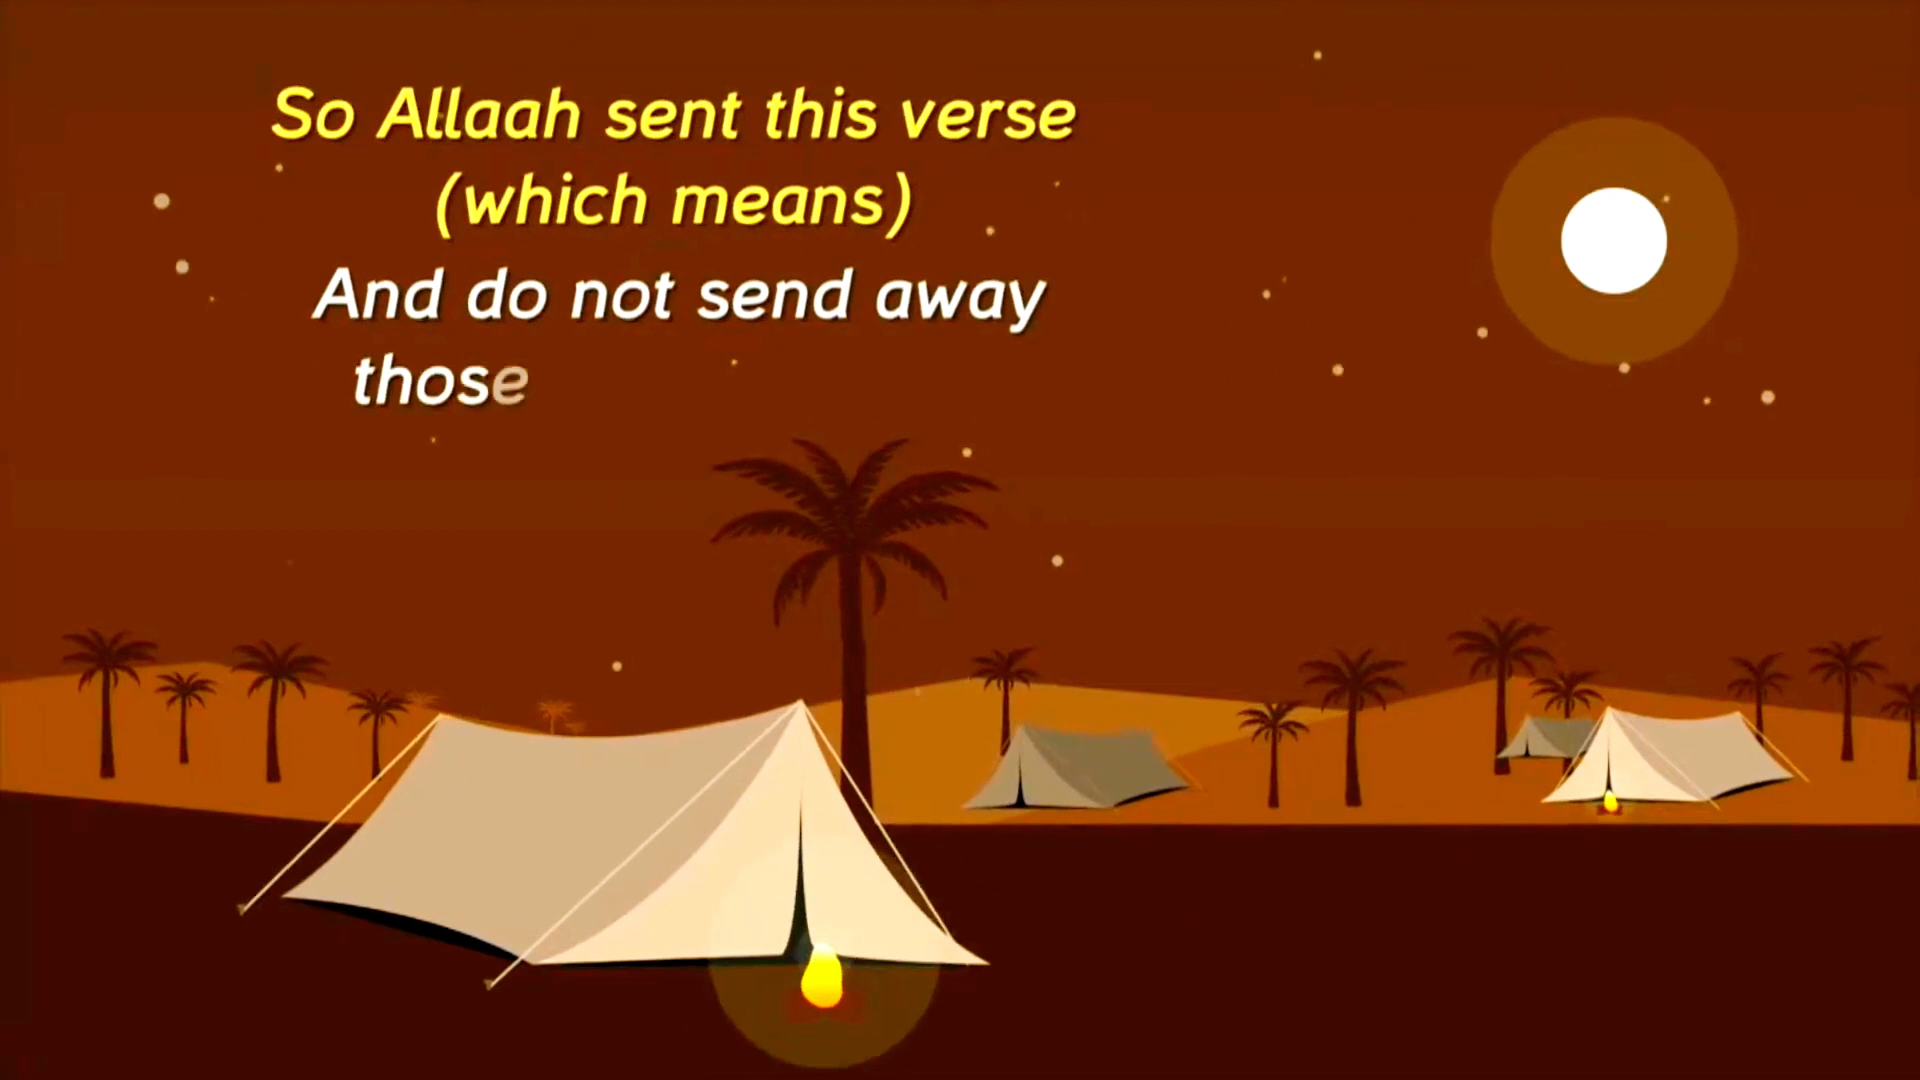 So Allaah sent this verse
(which means)
And do not send away
those